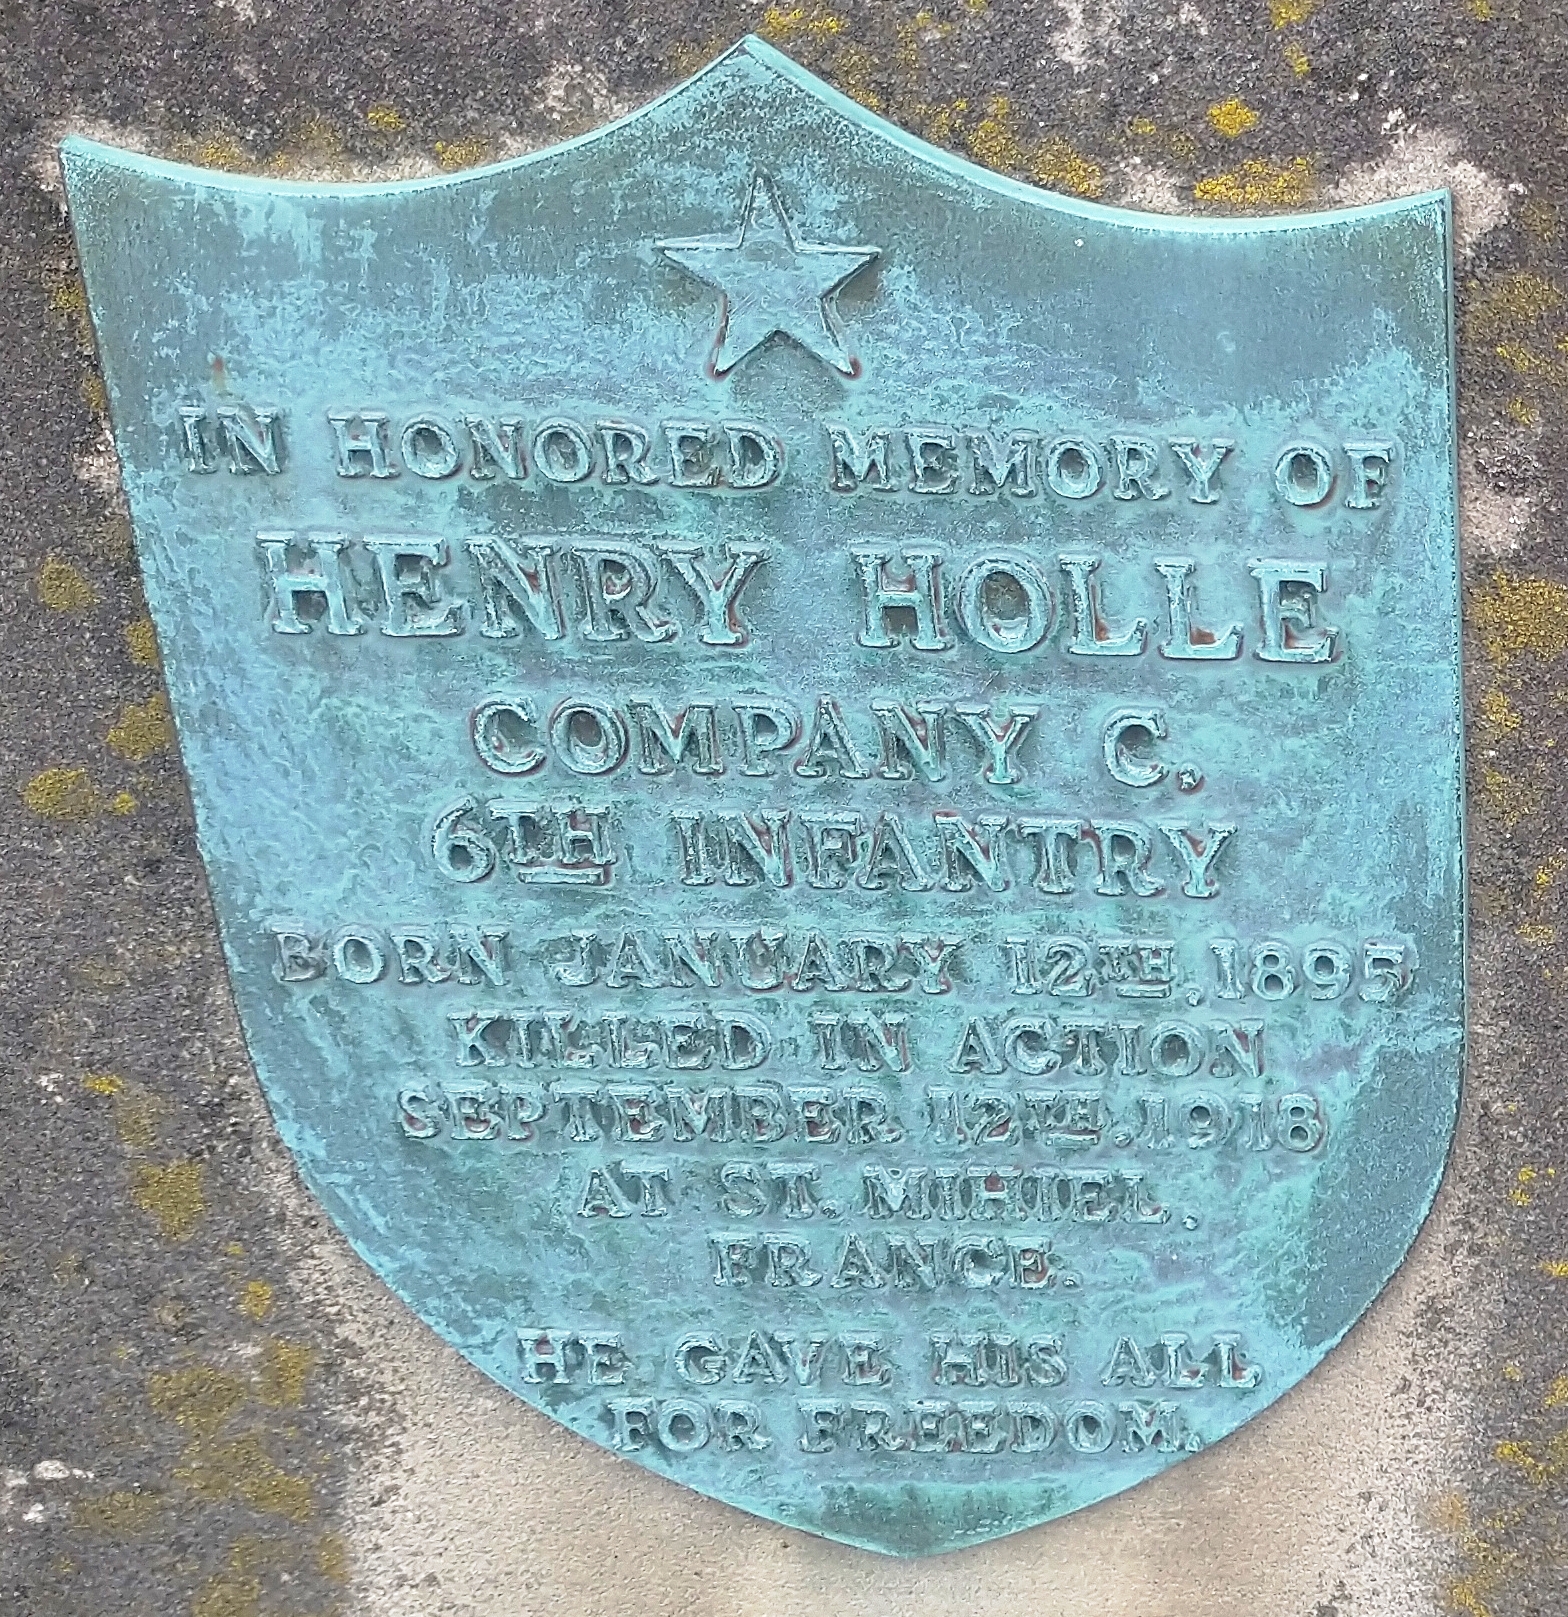 IN HONORED MEMORY OF
HENRY HOLLE
COMPANY C.
6TH INFANTRY
BORN JANUARY 12TH, 1895
KILLED IN ACTION
SEPTEMBER 12TH. 1918
AT ST. MIHIEL,
FRANCE.
HE GAVE HIS ALL
FOR FREEDOM.